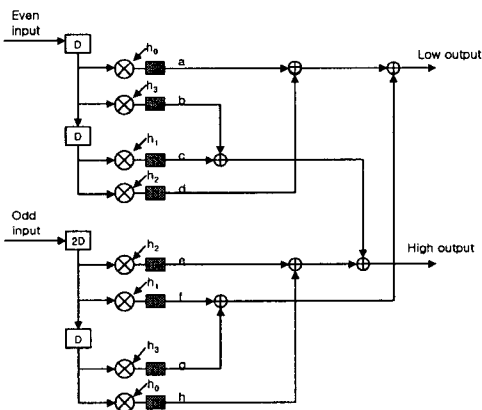 Even
input
D
h0
a
Low output
h3
b
D
h1
c
h2
d
Odd
input
2D
h2
e
High output
h1
f
D
h3
g
h0
h